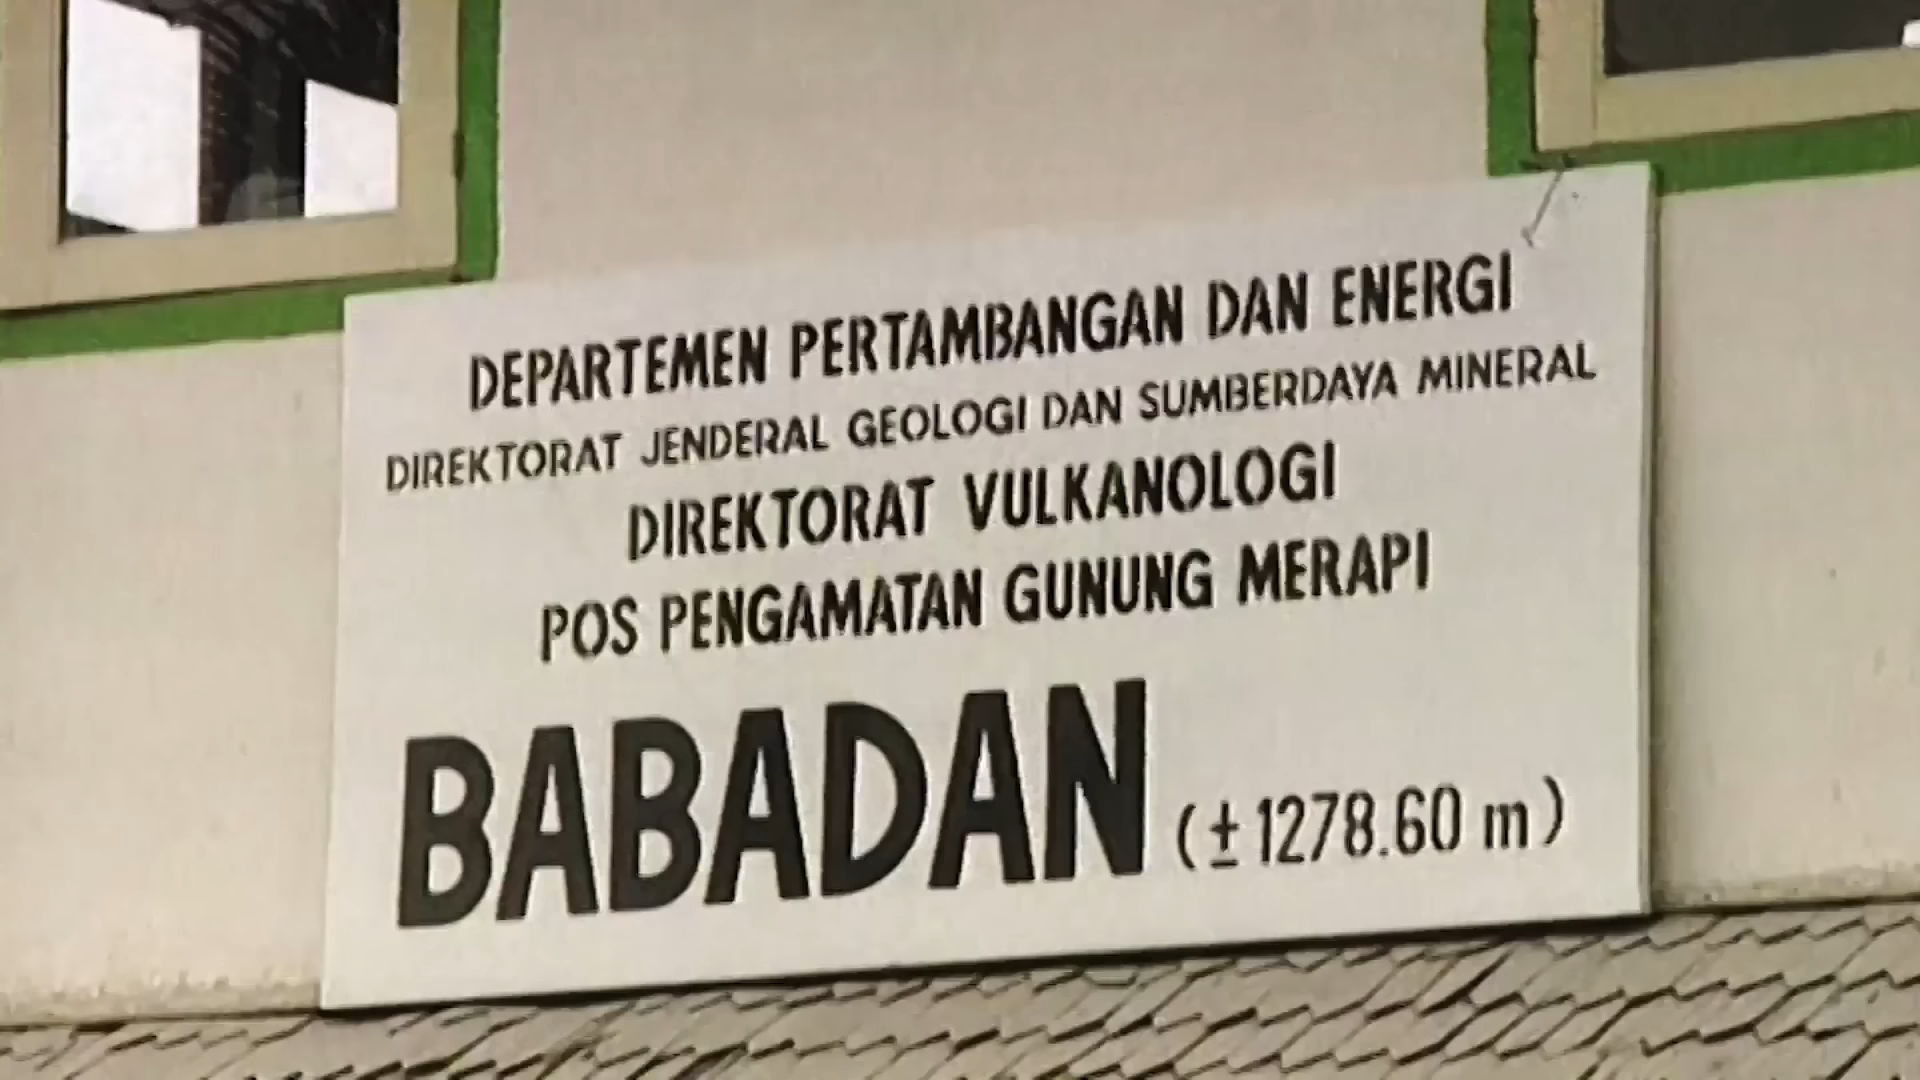 DEPARTEMEN PERTAMBANGAN DAN ENERGI
DIREKTORAT JENDERAL GEOLOGI DAN SUMBERDAYA MINERAL
DIREKTORAT VULKANOLOGI
POS PENGAMATAN GUNUNG MERAPI
BABADAN (±1278.60 m)